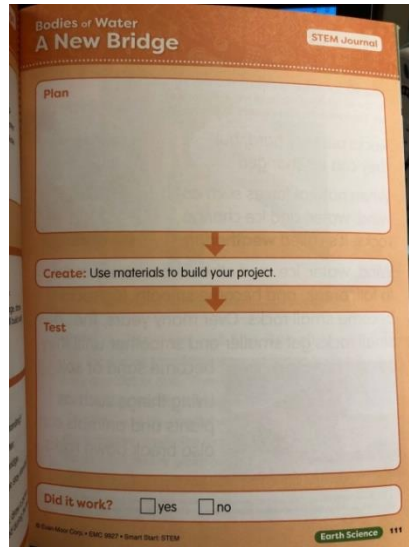 Bodies of Water
A New Bridge
STEM Journal
Plan
Create: Use materials to build your project.
Test
Did it work?
yes
no
© Evan-Moor Corp. • EMC 9927 • Smart Start: STEM
Earth Science
111